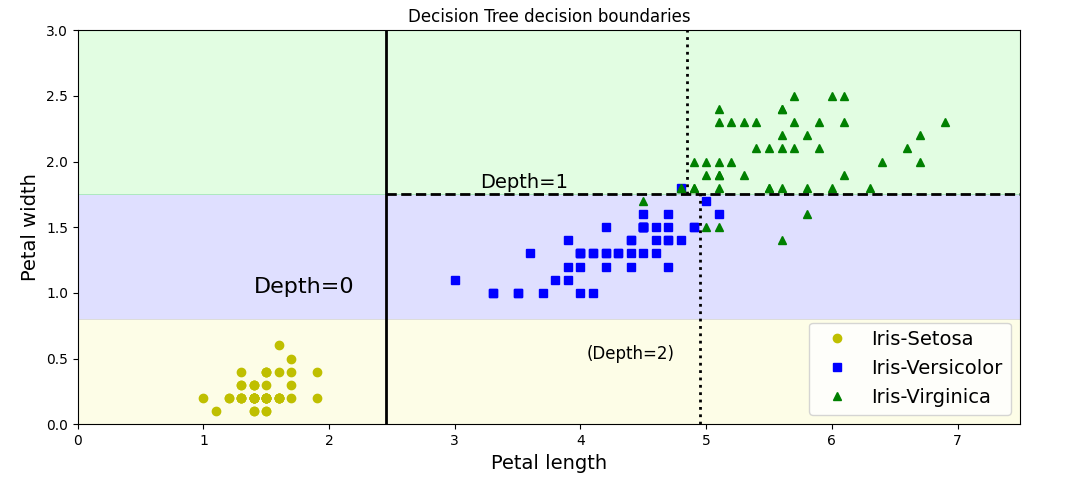 Decision Tree decision boundaries
3.0
2.5
2.0
1.5
1.0
0.5
0.0
Petal width
Depth=1
Depth=0
(Depth=2)
Iris-Setosa
Iris-Versicolor
Iris-Virginica
0 1 2 3 4 5 6 7
Petal length